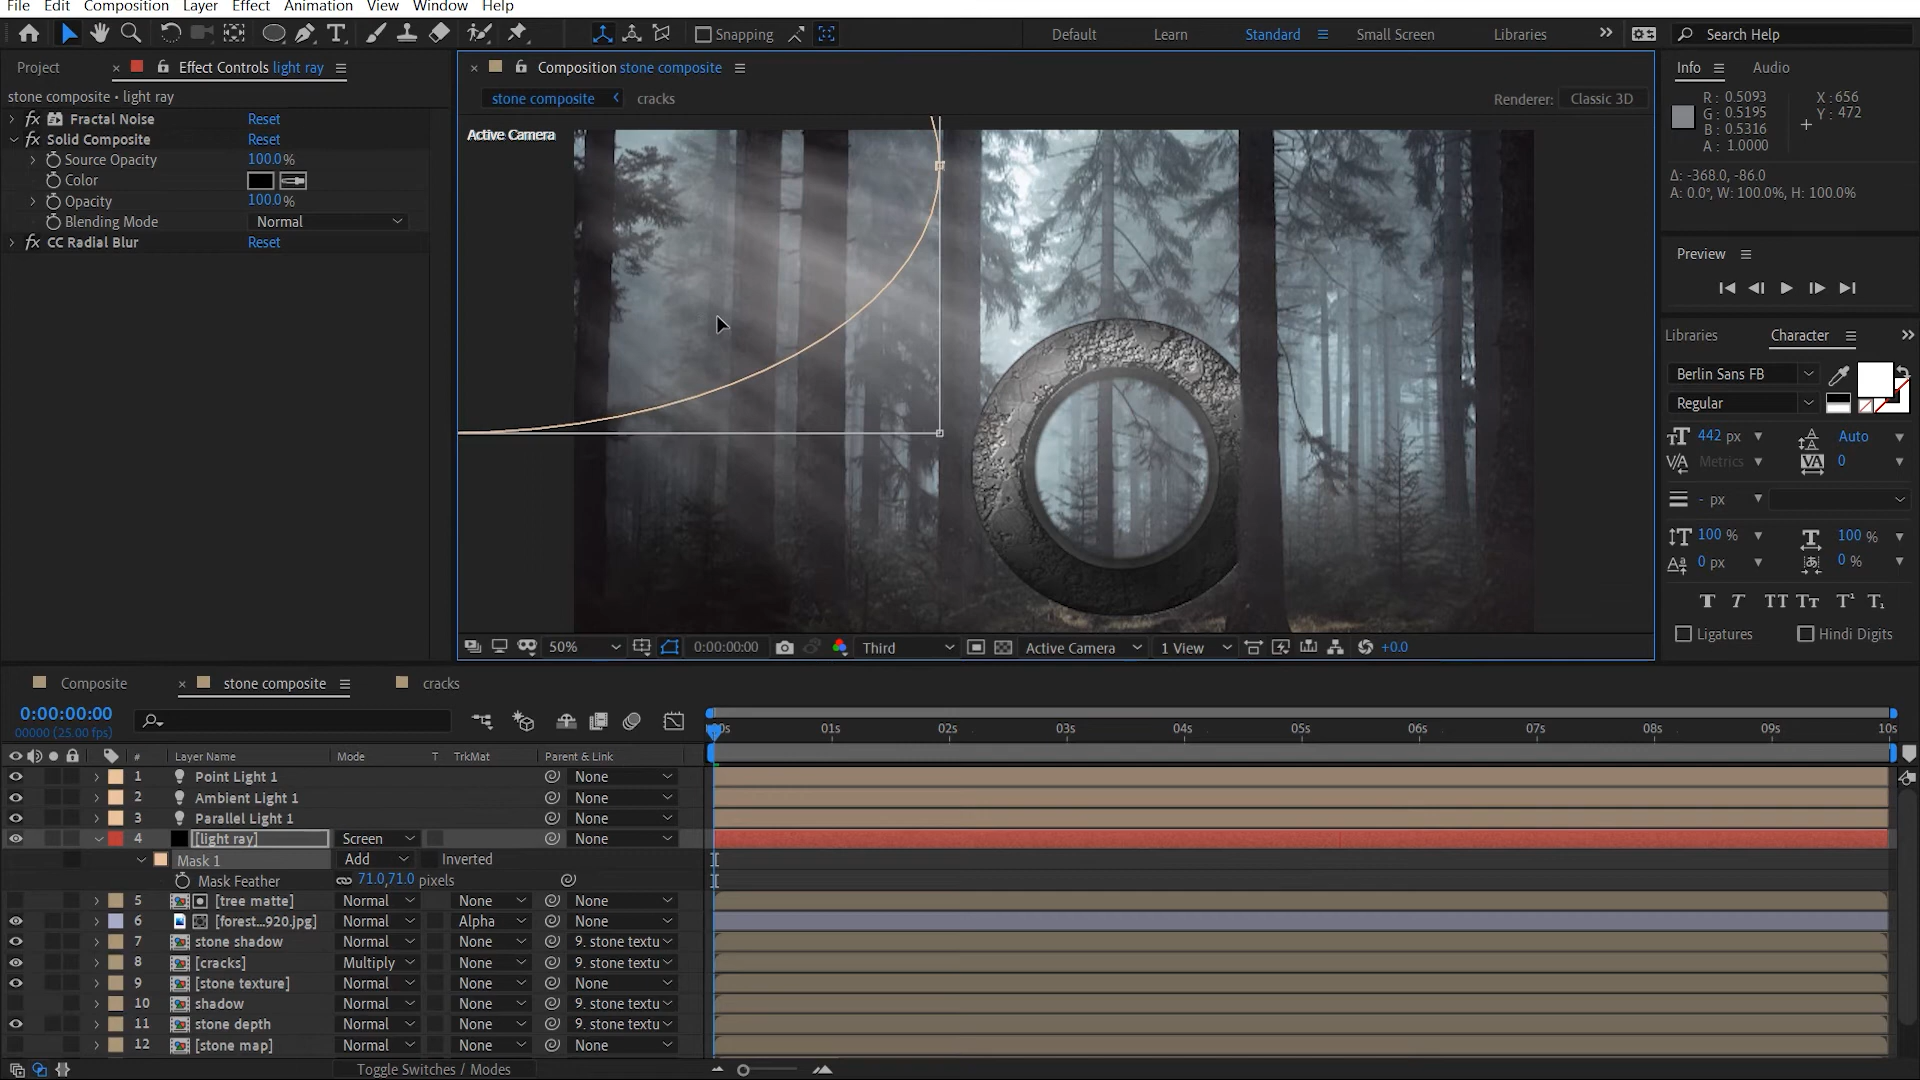 File Edit Composition Layer Effect Animation View Window Help
Snapping
Default Learn Standard Small Screen Libraries Search Help
Project Effect Controls light ray
Composition stone composite
Info Audio
stone composite • light ray
stone composite cracks
Renderer: Classic 3D
Active Camera
Fractal Noise Reset
Solid Composite Reset
Source Opacity 100.0 %
Color
Opacity 100.0 %
Blending Mode Normal
CC Radial Blur Reset
R : 0.5093
G : 0.5195
B : 0.5316
A : 1.0000
X : 656
Y : 472
Δ: -368.0, -86.0
A: 0.0°, W: 100.0%, H: 100.0%
Preview
Libraries Character
Berlin Sans FB
Regular
442 px Auto
Metrics 0
- px
100 % 100 %
0 px 0 %
T T TT Tт T¹ T₁
Ligatures Hindi Digits
50% 0:00:00:00 Third Active Camera 1 View +0.0
Composite stone composite cracks
0:00:00:00
00000 (25.00 fps)
00s 01s 02s 03s 04s 05s 06s 07s 08s 09s 10s
# Layer Name Mode T TrkMat Parent & Link
1 Point Light 1 None
2 Ambient Light 1 None
3 Parallel Light 1 None
4 [light ray] Screen None
Mask 1 Add Inverted
Mask Feather 71.0,71.0 pixels
5 [tree matte] Normal None None
6 [forest...920.jpg] Normal Alpha None
7 stone shadow Normal None 9. stone textu
8 [cracks] Multiply None 9. stone textu
9 [stone texture] Normal None None
10 shadow Normal None 9. stone textu
11 stone depth Normal None 9. stone textu
12 [stone map] Normal None None
Toggle Switches / Modes